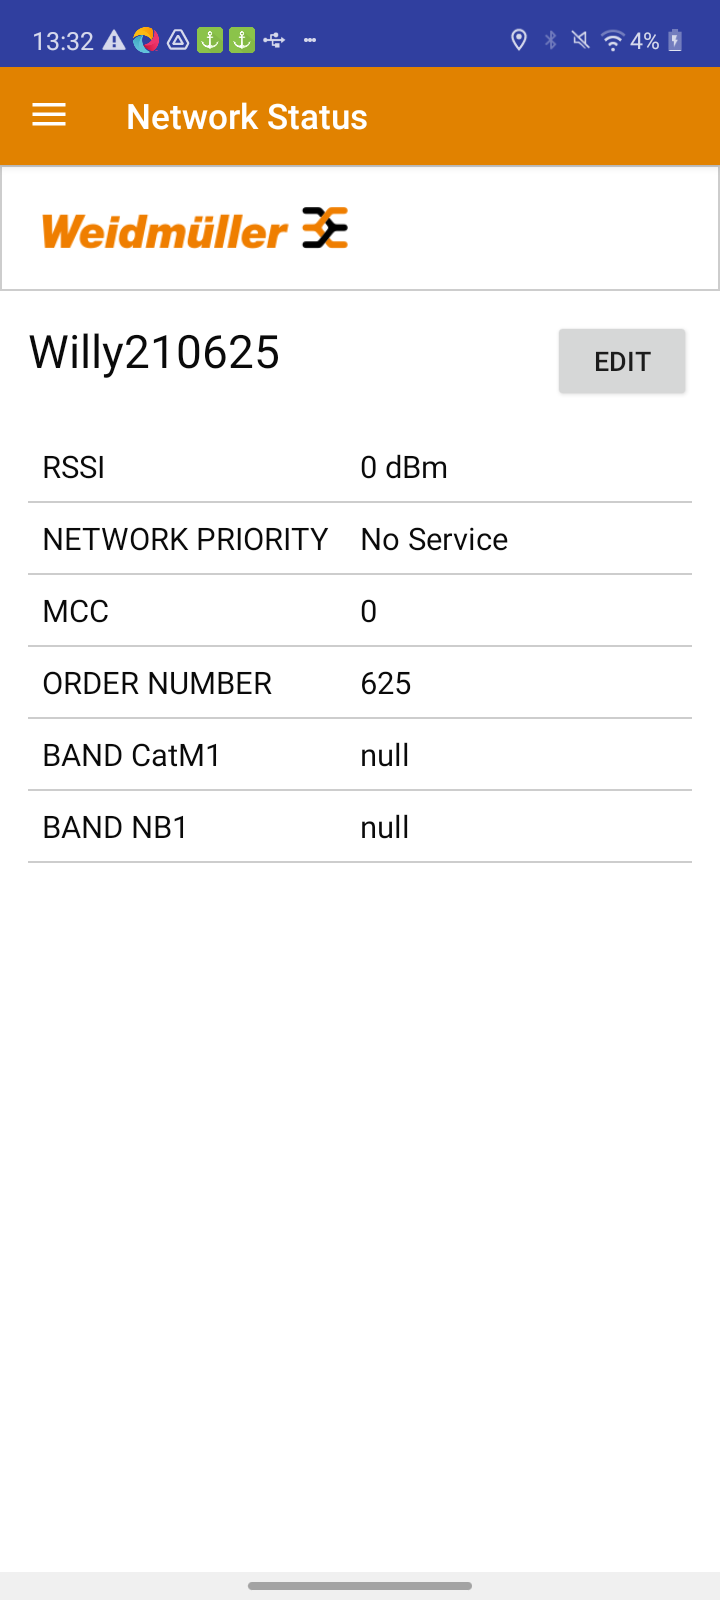 13:32 4%
Network Status
Weidmüller
Willy210625
EDIT
RSSI 0 dBm
NETWORK PRIORITY No Service
MCC 0
ORDER NUMBER 625
BAND CatM1 null
BAND NB1 null